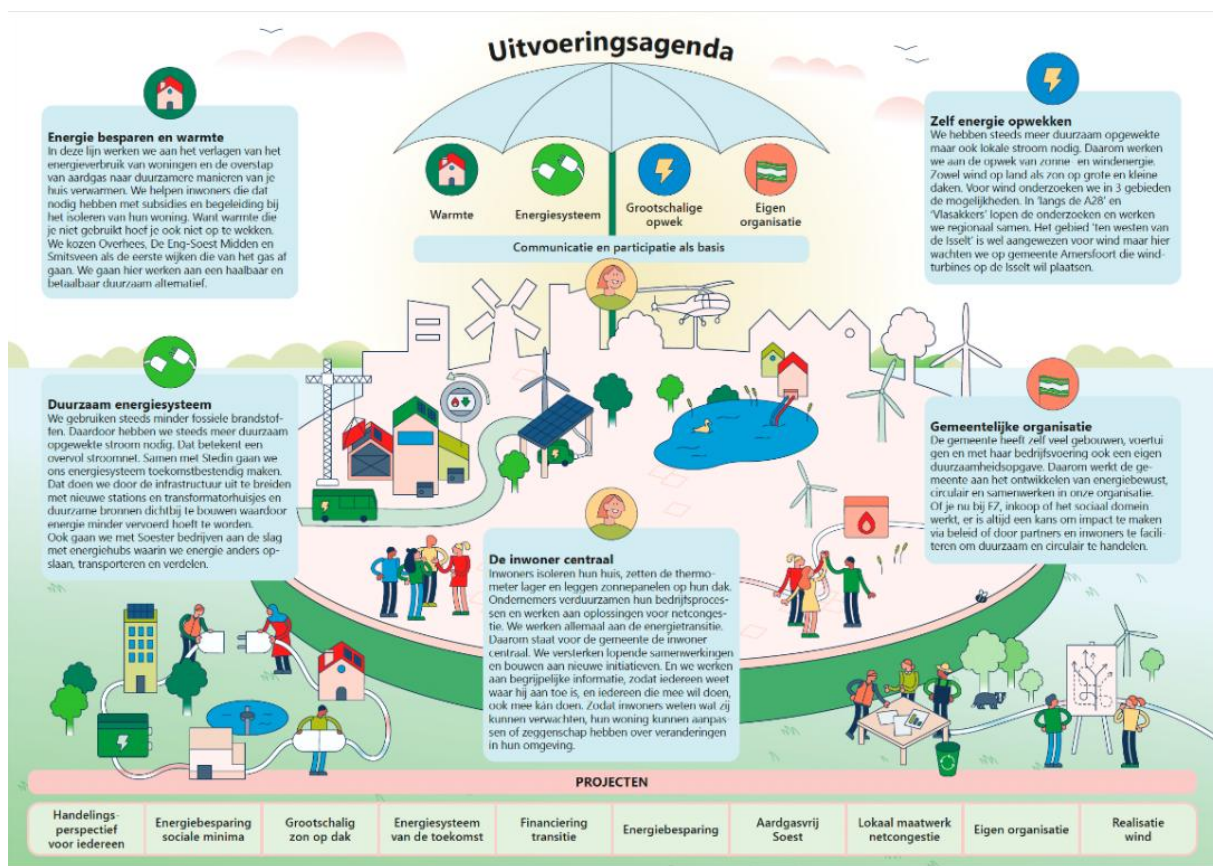 Uitvoeringsagenda
Warmte
Energiesysteem
Grootschalige
opwek
Eigen
organisatie
Communicatie en participatie als basis
Energie besparen en warmte
In deze lijn werken we aan het verlagen van het
energieverbruik van woningen en de overstap
van aardgas naar duurzamere manieren van je
huis verwarmen. We helpen inwoners die dat
nodig hebben met subsidies en begeleiding bij
het isoleren van hun woning. Want warmte die
je niet gebruikt hoef je ook niet op te wekken.
We kozen Overhees, De Eng-Soest Midden en
Smitsveen als de eerste wijken die van het gas af
gaan. We gaan hier werken aan een haalbaar en
betaalbaar duurzaam alternatief.
Zelf energie opwekken
We hebben steeds meer duurzaam opgewekte
maar ook lokale stroom nodig. Daarom werken
we aan de opwek van zonne- en windenergie.
Zowel wind op land als zon op grote en kleine
daken. Voor wind onderzoeken we in 3 gebieden
de mogelijkheden. In 'langs de A28' en
'Vlasakkers' lopen de onderzoeken en werken
we regionaal samen. Het gebied 'ten westen van
de Isselt' is wel aangewezen voor wind maar hier
wachten we op gemeente Amersfoort die wind-
turbines op de Isselt wil plaatsen.
Duurzaam energiesysteem
We gebruiken steeds minder fossiele brandstof-
fen. Daardoor hebben we steeds meer duurzaam
opgewekte stroom nodig. Dat betekent een
overvol stroomnet. Samen met Stedin gaan we
ons energiesysteem toekomstbestendig maken.
Dat doen we door de infrastructuur uit te breiden
met nieuwe stations en transformatorhuisjes en
duurzame bronnen dichtbij te bouwen waardoor
energie minder vervoerd hoeft te worden.
Ook gaan we met Soester bedrijven aan de slag
met energiehubs waarin we energie anders op-
slaan, transporteren en verdelen.
Gemeentelijke organisatie
De gemeente heeft zelf veel gebouwen, voertui
gen en met haar bedrijfsvoering ook een eigen
duurzaamheidsopgave. Daarom werkt de ge-
meente aan het ontwikkelen van energiebewust,
circulair en samenwerken in onze organisatie.
Of je nu bij FZ, inkoop of het sociaal domein
werkt, er is altijd een kans om impact te maken
via beleid of door partners en inwoners te facili-
teren om duurzaam en circulair te handelen.
De inwoner centraal
Inwoners isoleren hun huis, zetten de thermo-
meter lager en leggen zonnepanelen op hun dak.
Ondernemers verduurzamen hun bedrijfsproces-
sen en werken aan oplossingen voor netconges-
tie. We werken allemaal aan de energietransitie.
Daarom staat voor de gemeente de inwoner
centraal. We versterken lopende samenwerkingen
en bouwen aan nieuwe initiatieven. En we werken
aan begrijpelijke informatie, zodat iedereen weet
waar hij aan toe is, en iedereen die mee wil doen,
ook mee kàn doen. Zodat inwoners weten wat zij
kunnen verwachten, hun woning kunnen aanpas-
sen of zeggenschap hebben over veranderingen
in hun omgeving.
PROJECTEN
Handelings-
perspectief
voor iedereen
Energiebesparing
sociale minima
Grootschalig
zon op dak
Energiesysteem
van de toekomst
Financiering
transitie
Energiebesparing
Aardgasvrij
Soest
Lokaal maatwerk
netcongestie
Eigen organisatie
Realisatie
wind